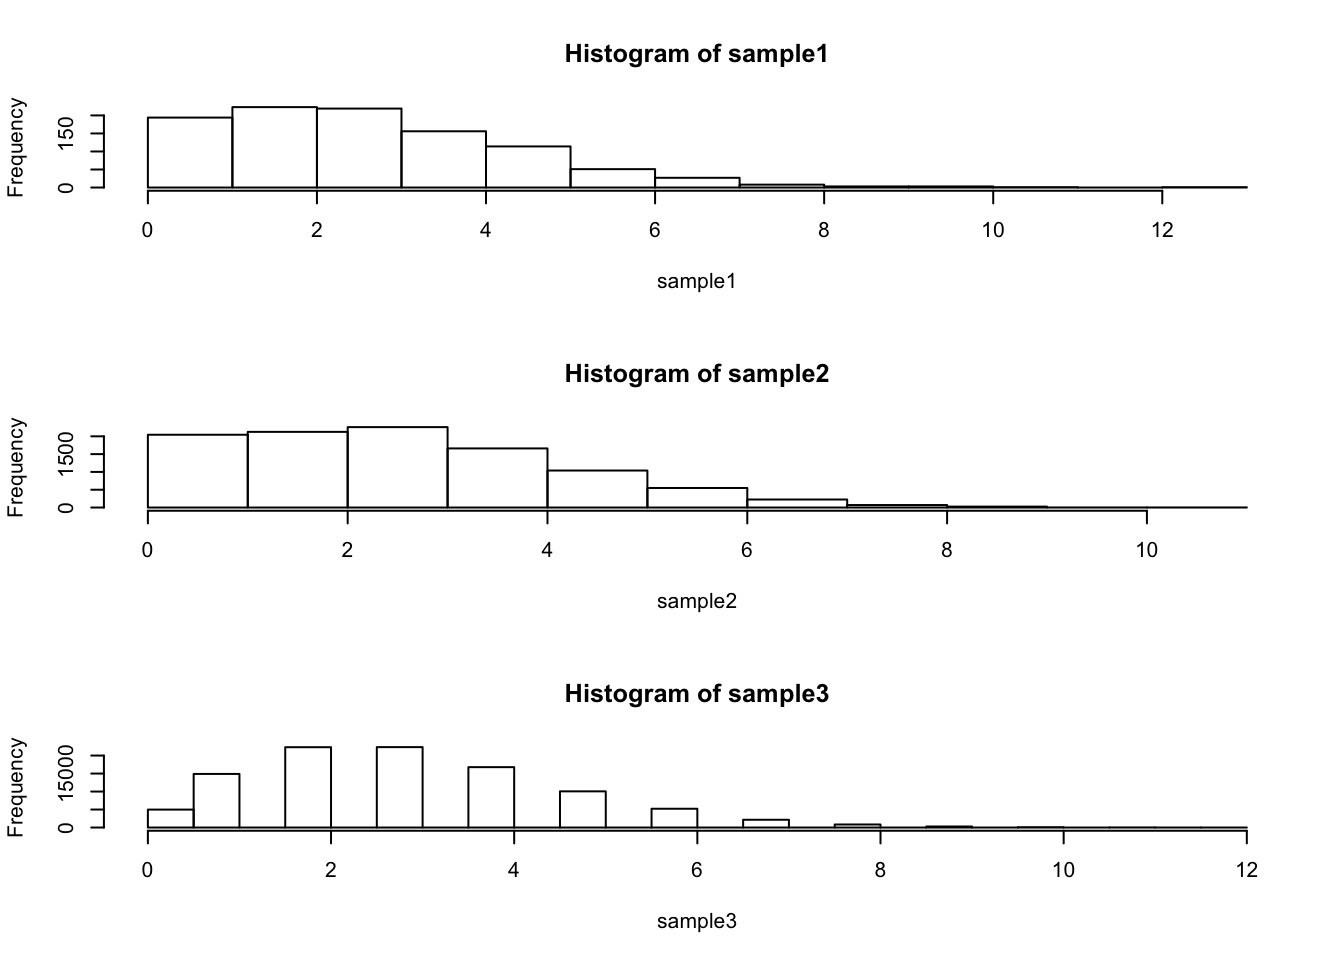 Histogram of sample1
Frequency
150
0
0 2 4 6 8 10 12
sample1
Histogram of sample2
Frequency
1500
0
0 2 4 6 8 10
sample2
Histogram of sample3
Frequency
15000
0
0 2 4 6 8 10 12
sample3